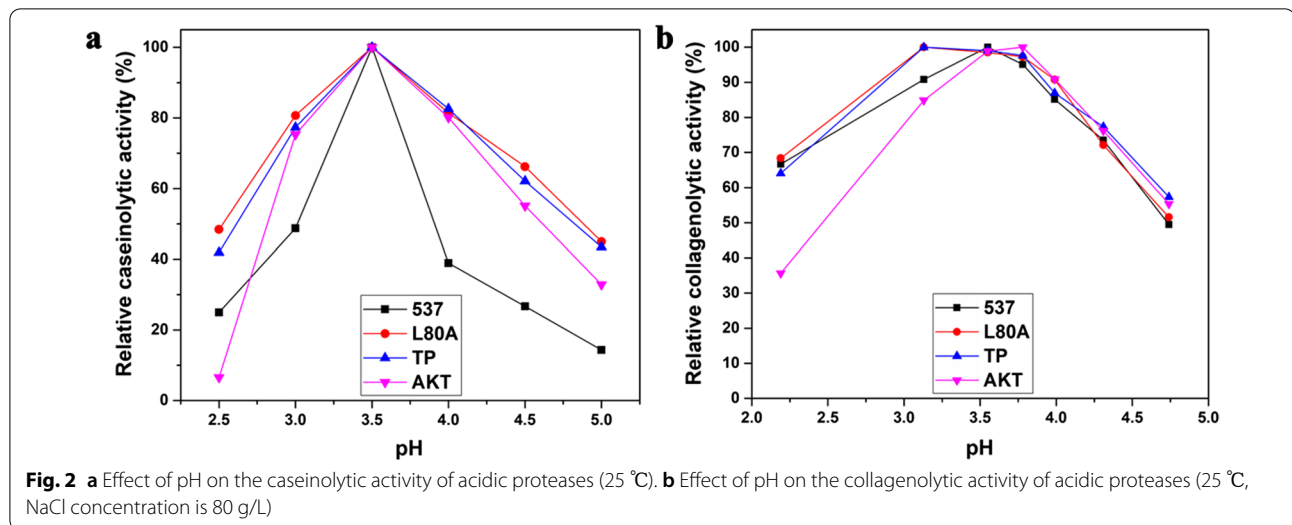 a
Relative caseinolytic activity (%)
100
80
60
40
20
0
2.5 3.0 3.5 4.0 4.5 5.0
pH
537
L80A
TP
AKT
b
Relative collagenolytic activity (%)
100
90
80
70
60
50
40
30
20
10
0
2.0 2.5 3.0 3.5 4.0 4.5 5.0
pH
537
L80A
TP
AKT
Fig. 2 a Effect of pH on the caseinolytic activity of acidic proteases (25 ℃). b Effect of pH on the collagenolytic activity of acidic proteases (25 ℃,
NaCl concentration is 80 g/L)